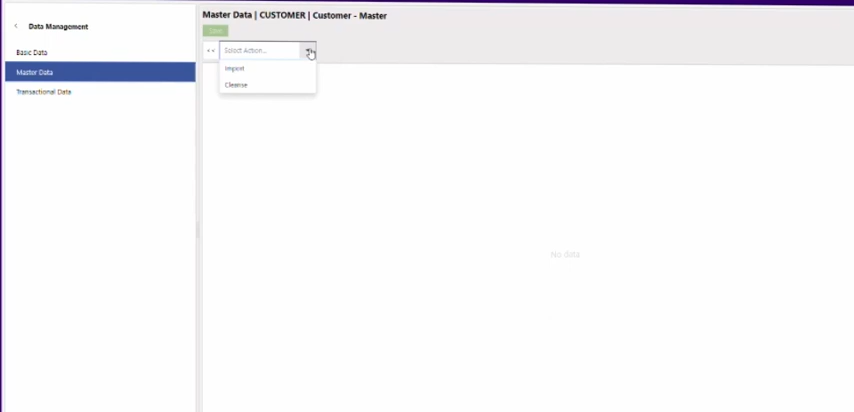 < Data Management
Basic Data
Master Data
Transactional Data
Master Data | CUSTOMER | Customer - Master
<< Select Action...
Import
Cleanse
No data